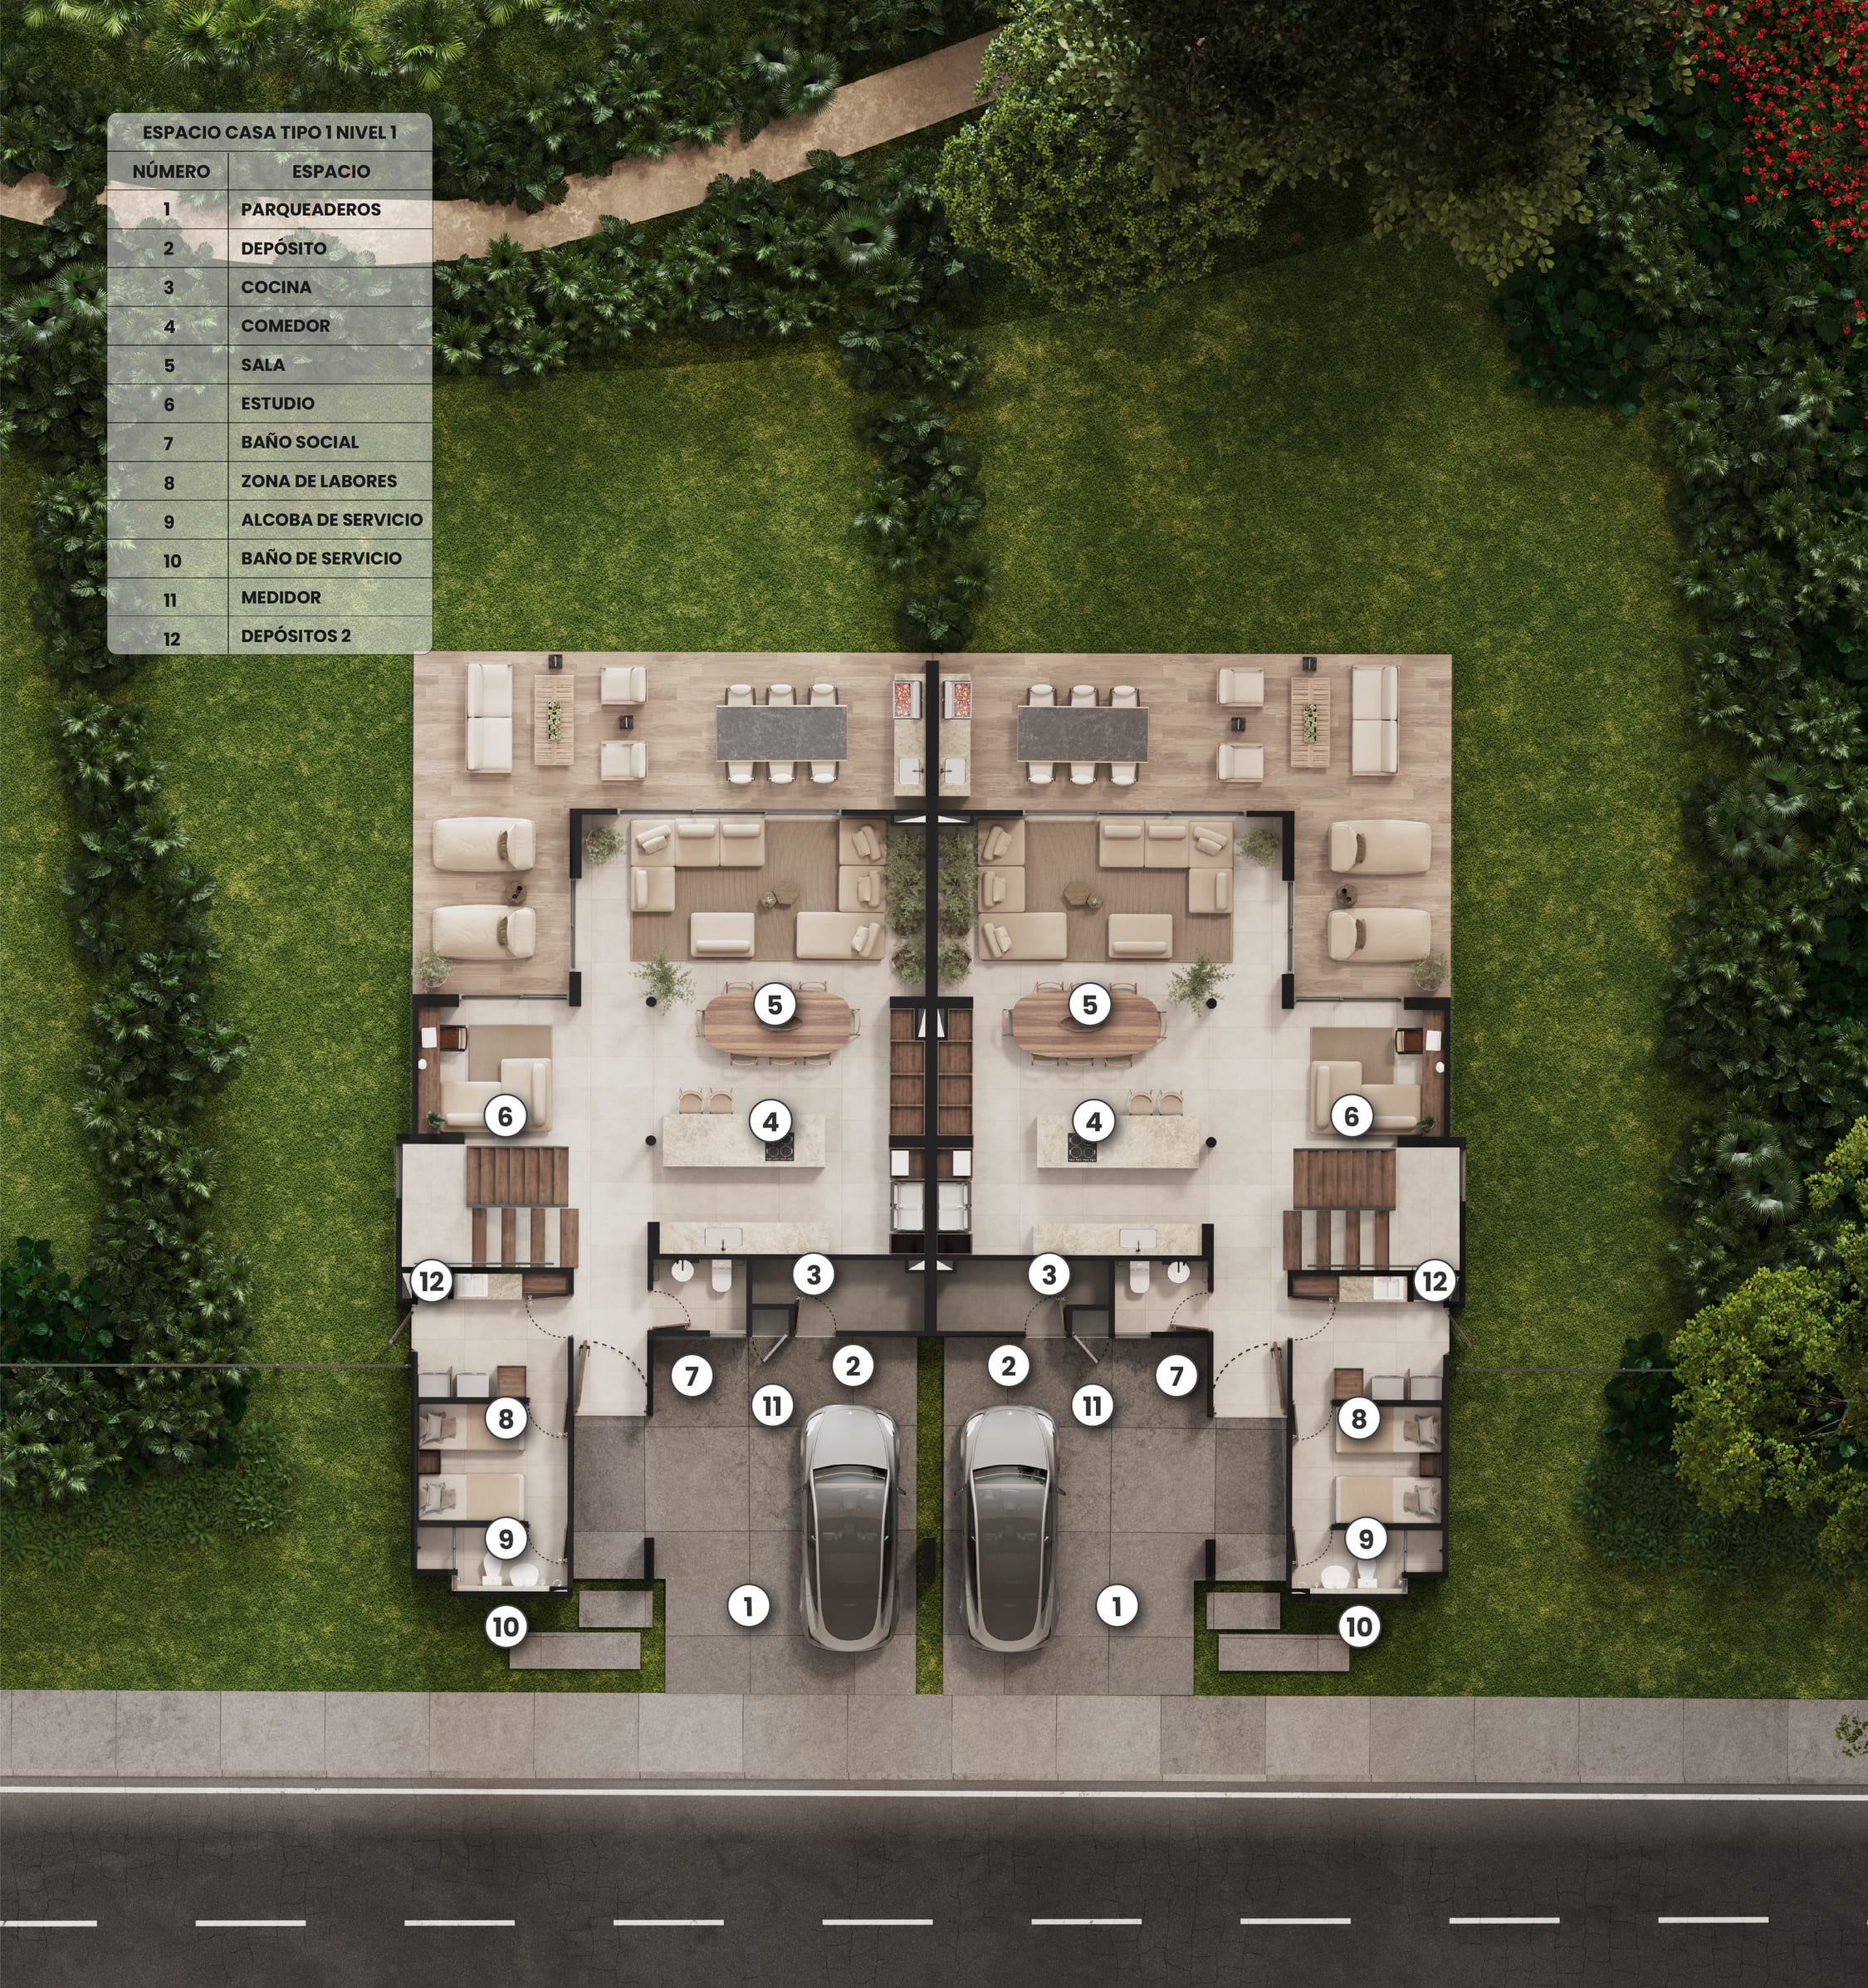 ESPACIO CASA TIPO 1 NIVEL 1
NÚMERO ESPACIO
1 PARQUEADEROS
2 DEPÓSITO
3 COCINA
4 COMEDOR
5 SALA
6 ESTUDIO
7 BAÑO SOCIAL
8 ZONA DE LABORES
9 ALCOBA DE SERVICIO
10 BAÑO DE SERVICIO
11 MEDIDOR
12 DEPÓSITOS 2
5 5
6 4 4 6
12 3 3 12
7 2 2 7
11 11
8 8
9 9
1 1
10 10